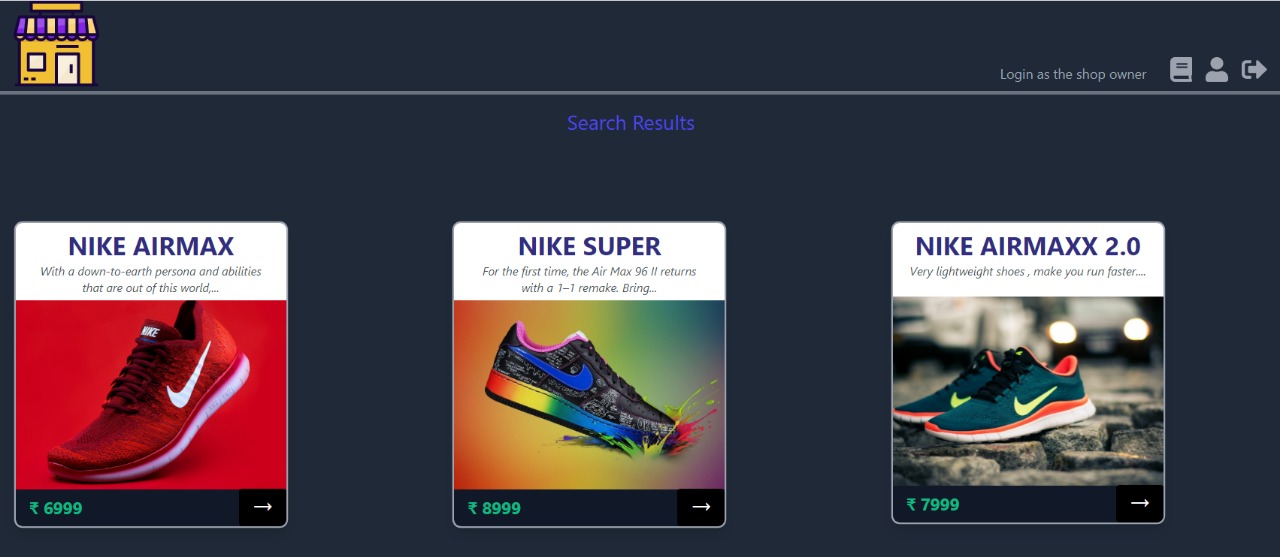 Login as the shop owner
Search Results
NIKE AIRMAX
With a down-to-earth persona and abilities
that are out of this world,...
NIKE
₹ 6999 →
NIKE SUPER
For the first time, the Air Max 96 II returns
with a 1–1 remake. Bring...
₹ 8999 →
NIKE AIRMAXX 2.0
Very lightweight shoes , make you run faster....
₹ 7999 →